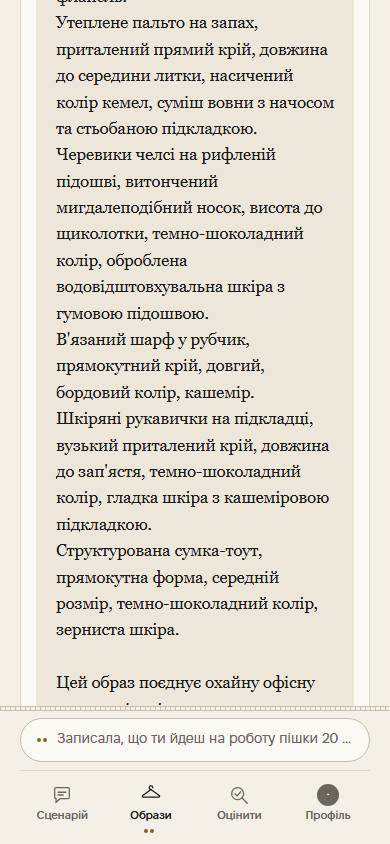 Утеплене пальто на запах,
приталений прямий крій, довжина
до середини литки, насичений
колір кемел, суміш вовни з начосом
та стьобаною підкладкою.
Черевики челсі на рифленій
підошві, витончений
мигдалеподібний носок, висота до
щиколотки, темно-шоколадний
колір, оброблена
водовідштовхувальна шкіра з
гумовою підошвою.
В'язаний шарф у рубчик,
прямокутний крій, довгий,
бордовий колір, кашемір.
Шкіряні рукавички на підкладці,
вузький приталений крій, довжина
до зап'ястя, темно-шоколадний
колір, гладка шкіра з кашеміровою
підкладкою.
Структурована сумка-тоут,
прямокутна форма, середній
розмір, темно-шоколадний колір,
зерниста шкіра.
Цей образ поєднує охайну офісну
Записала, що ти йдеш на роботу пішки 20 ...
Сценарій
Образи
Оцінити
Профіль